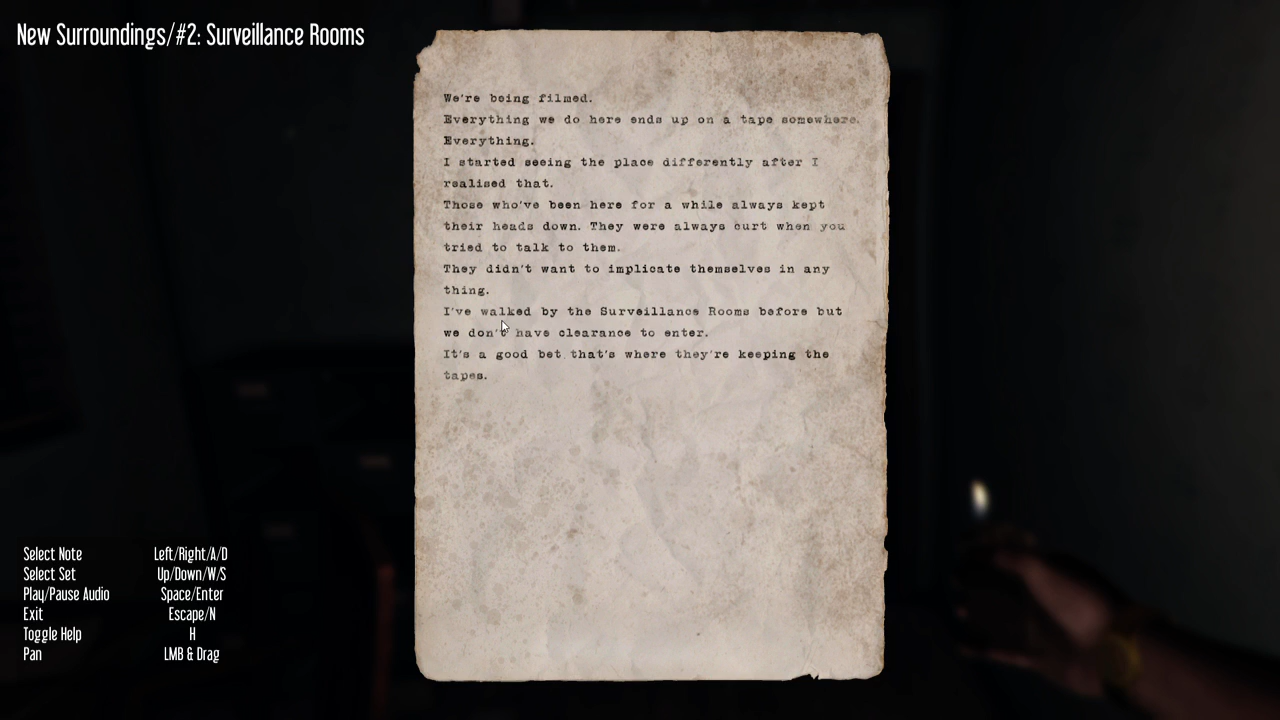 New Surroundings/#2: Surveillance Rooms
We're being filmed.
Everything we do here ends up on a tape somewhere.
Everything.
I started seeing the place differently after I
realised that.
Those who've been here for a while always kept
their heads down. They were always curt when you
tried to talk to them.
They didn't want to implicate themselves in any
thing.
I've walked by the Surveillance Rooms before but
we don't have clearance to enter.
It's a good bet that's where they're keeping the
tapes.
Select Note Left/Right/A/D
Select Set Up/Down/W/S
Play/Pause Audio Space/Enter
Exit Escape/N
Toggle Help H
Pan LMB & Drag